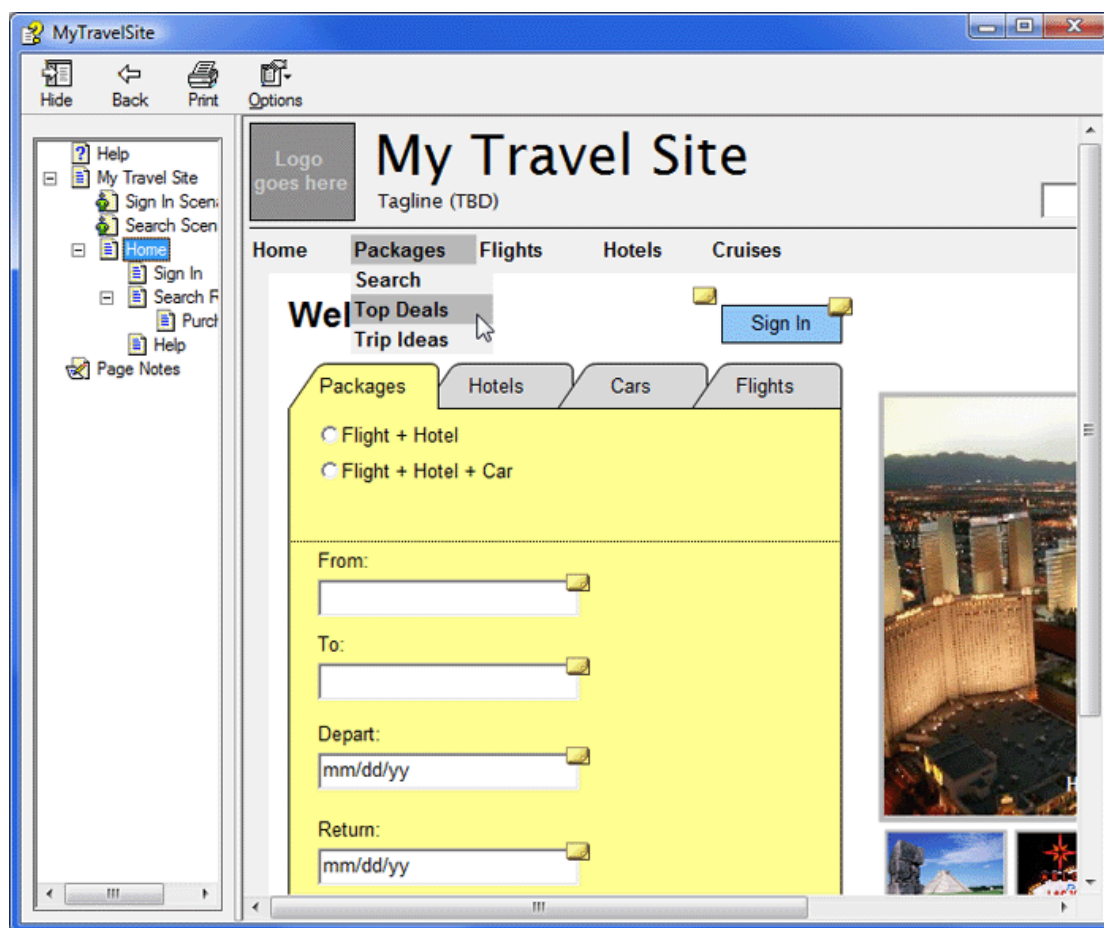 MyTravelSite
Hide Back Print Options
Help
My Travel Site
Sign In Scen
Search Scen
Home
Sign In
Search R
Purch
Help
Page Notes
Logo
goes here
My Travel Site
Tagline (TBD)
Home Packages Flights Hotels Cruises
Search
Top Deals
Trip Ideas
Wel
Sign In
Packages Hotels Cars Flights
Flight + Hotel
Flight + Hotel + Car
From:
To:
Depart:
mm/dd/yy
Return:
mm/dd/yy
H